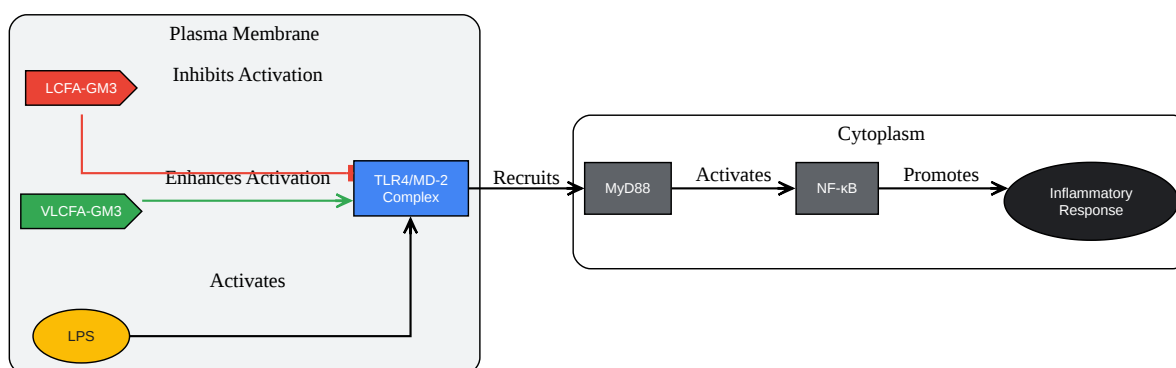 Plasma Membrane
Inhibits Activation
LCFA-GM3
Enhances Activation
VLCFA-GM3
TLR4/MD-2
Complex
Activates
LPS
Recruits
Cytoplasm
MyD88
Activates
NF-κB
Promotes
Inflammatory
Response